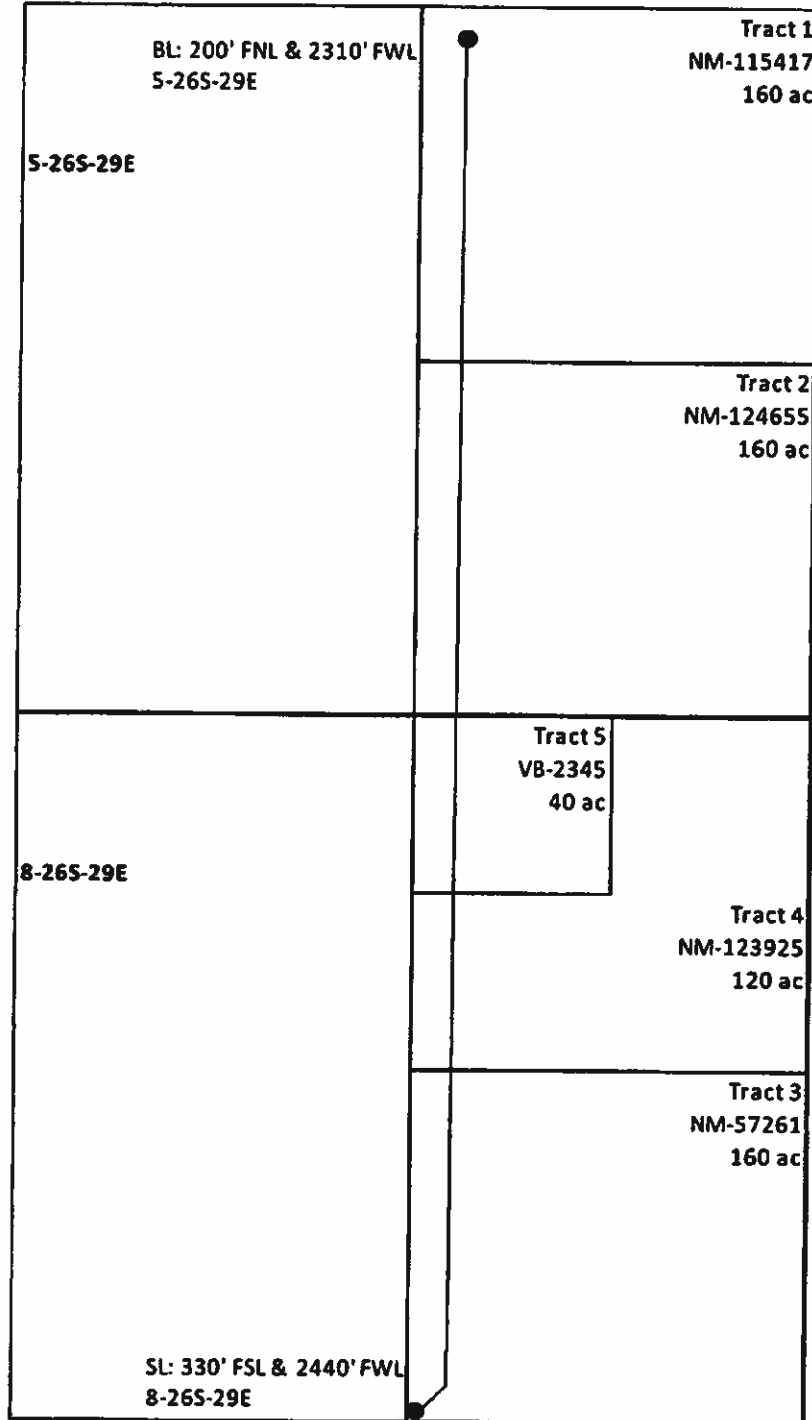 BL: 200' FNL & 2310' FWL
5-26S-29E
Tract 1
NM-115417
160 ac
5-26S-29E
Tract 2
NM-124655
160 ac
Tract 5
VB-2345
40 ac
8-26S-29E
Tract 4
NM-123925
120 ac
Tract 3
NM-57261
160 ac
SL: 330' FSL & 2440' FWL
8-26S-29E